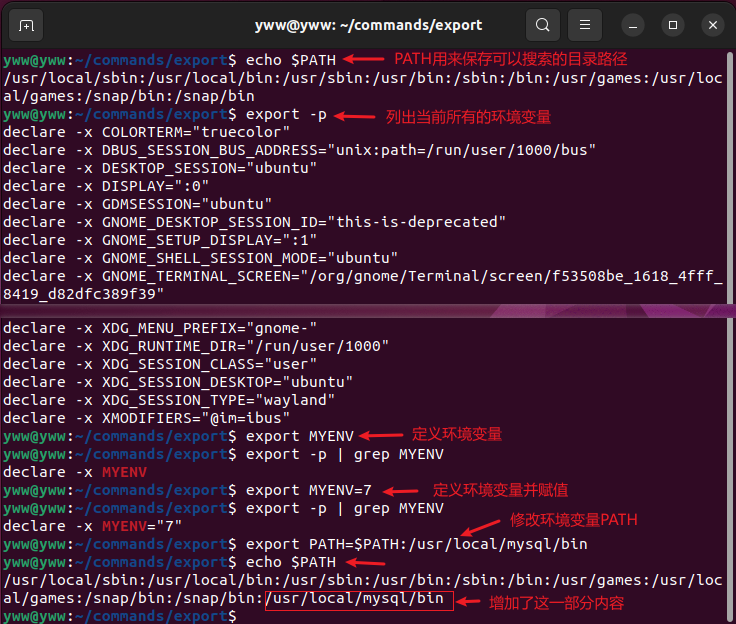 yww@yww: ~/commands/export
yww@yww:~/commands/export$ echo $PATH PATH用来保存可以搜索的目录路径
/usr/local/sbin:/usr/local/bin:/usr/sbin:/usr/bin:/sbin:/bin:/usr/games:/usr/loc
al/games:/snap/bin:/snap/bin
yww@yww:~/commands/export$ export -p 列出当前所有的环境变量
declare -x COLORTERM="truecolor"
declare -x DBUS_SESSION_BUS_ADDRESS="unix:path=/run/user/1000/bus"
declare -x DESKTOP_SESSION="ubuntu"
declare -x DISPLAY=":0"
declare -x GDMSESSION="ubuntu"
declare -x GNOME_DESKTOP_SESSION_ID="this-is-deprecated"
declare -x GNOME_SETUP_DISPLAY=":1"
declare -x GNOME_SHELL_SESSION_MODE="ubuntu"
declare -x GNOME_TERMINAL_SCREEN="/org/gnome/Terminal/screen/f53508be_1618_4fff_
8419_d82dfc389f39"
declare -x XDG_MENU_PREFIX="gnome-"
declare -x XDG_RUNTIME_DIR="/run/user/1000"
declare -x XDG_SESSION_CLASS="user"
declare -x XDG_SESSION_DESKTOP="ubuntu"
declare -x XDG_SESSION_TYPE="wayland"
declare -x XMODIFIERS="@im=ibus"
yww@yww:~/commands/export$ export MYENV 定义环境变量
yww@yww:~/commands/export$ export -p | grep MYENV
declare -x MYENV
yww@yww:~/commands/export$ export MYENV=7 定义环境变量并赋值
yww@yww:~/commands/export$ export -p | grep MYENV
declare -x MYENV="7"
修改环境变量PATH
yww@yww:~/commands/export$ export PATH=$PATH:/usr/local/mysql/bin
yww@yww:~/commands/export$ echo $PATH
/usr/local/sbin:/usr/local/bin:/usr/sbin:/usr/bin:/sbin:/bin:/usr/games:/usr/loc
al/games:/snap/bin:/snap/bin:/usr/local/mysql/bin 增加了这一部分内容
yww@yww:~/commands/export$